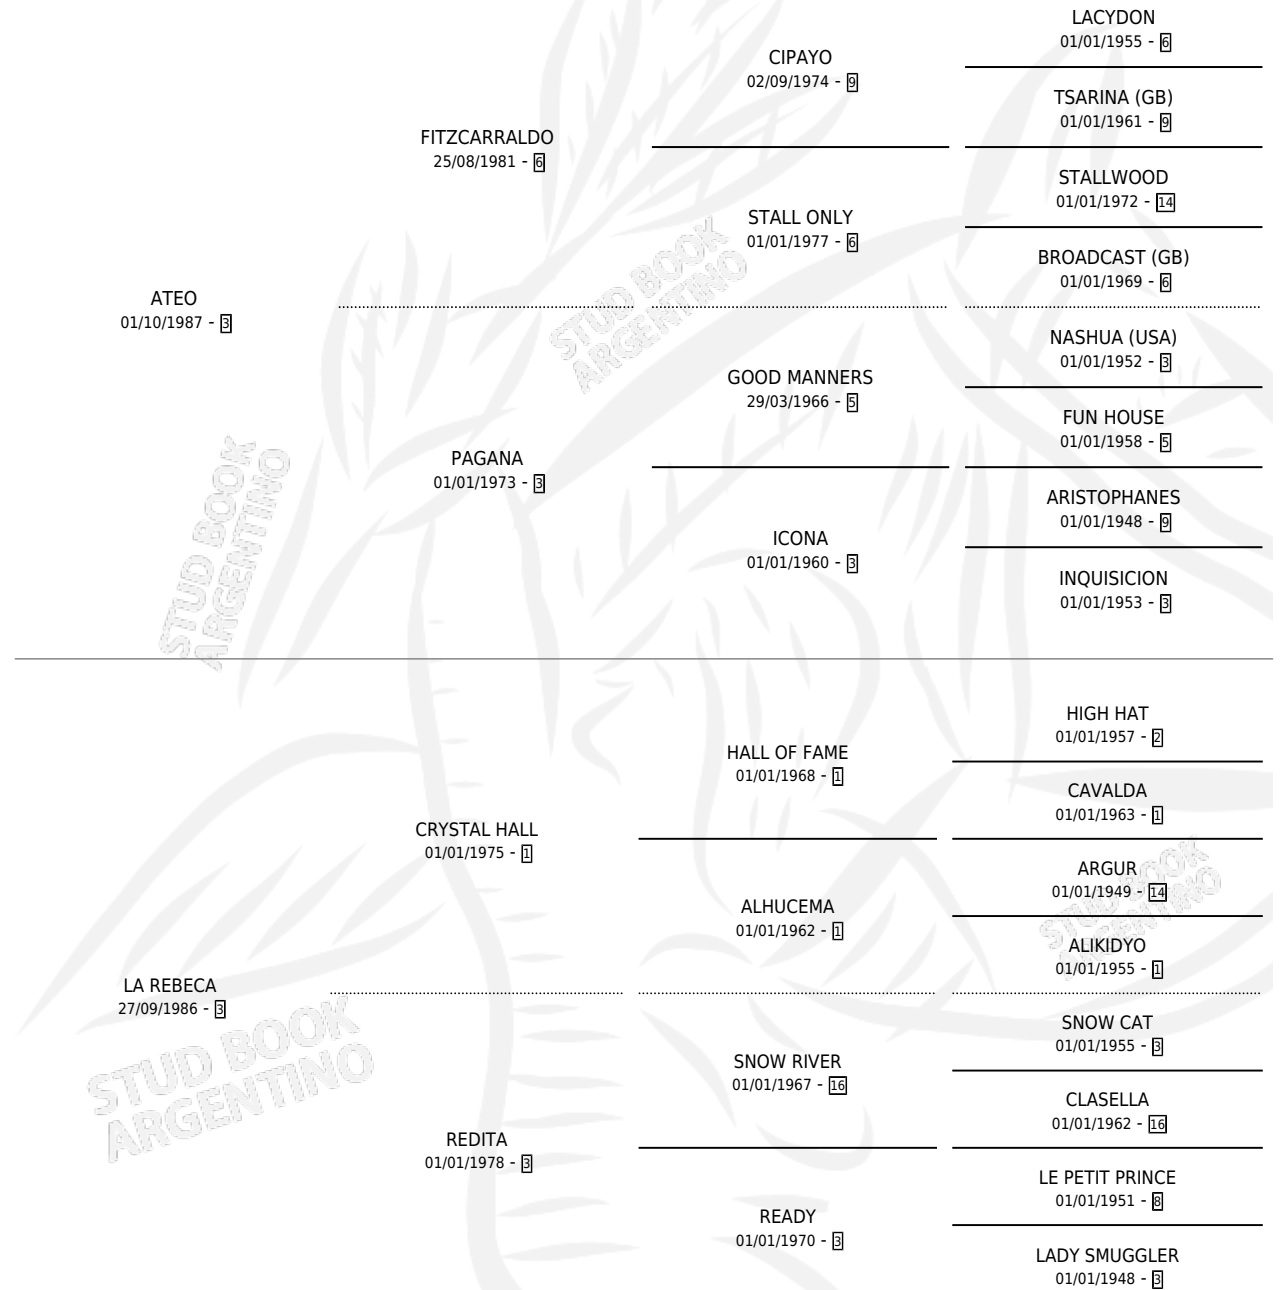 LACYDON
01/01/1955 - 6
CIPAYO
02/09/1974 - 9
TSARINA (GB)
01/01/1961 - 9
FITZCARRALDO
25/08/1981 - 6
STALLWOOD
01/01/1972 - 14
STALL ONLY
01/01/1977 - 6
BROADCAST (GB)
01/01/1969 - 6
ATEO
01/10/1987 - 3
NASHUA (USA)
01/01/1952 - 3
GOOD MANNERS
29/03/1966 - 5
FUN HOUSE
01/01/1958 - 5
PAGANA
01/01/1973 - 3
ARISTOPHANES
01/01/1948 - 9
ICONA
01/01/1960 - 3
INQUISICION
01/01/1953 - 3
STUD BOOK
ARGENTINO
STUD BOOK
ARGENTINO
HIGH HAT
01/01/1957 - 2
HALL OF FAME
01/01/1968 - 1
CAVALDA
01/01/1963 - 1
CRYSTAL HALL
01/01/1975 - 1
ARGUR
01/01/1949 - 14
ALHUCEMA
01/01/1962 - 1
ALIKIDYO
01/01/1955 - 1
LA REBECA
27/09/1986 - 3
SNOW CAT
01/01/1955 - 3
SNOW RIVER
01/01/1967 - 16
CLASELLA
01/01/1962 - 16
REDITA
01/01/1978 - 3
LE PETIT PRINCE
01/01/1951 - 8
READY
01/01/1970 - 3
LADY SMUGGLER
01/01/1948 - 3
STUD BOOK
ARGENTINO
STUD BOOK
ARGENTINO